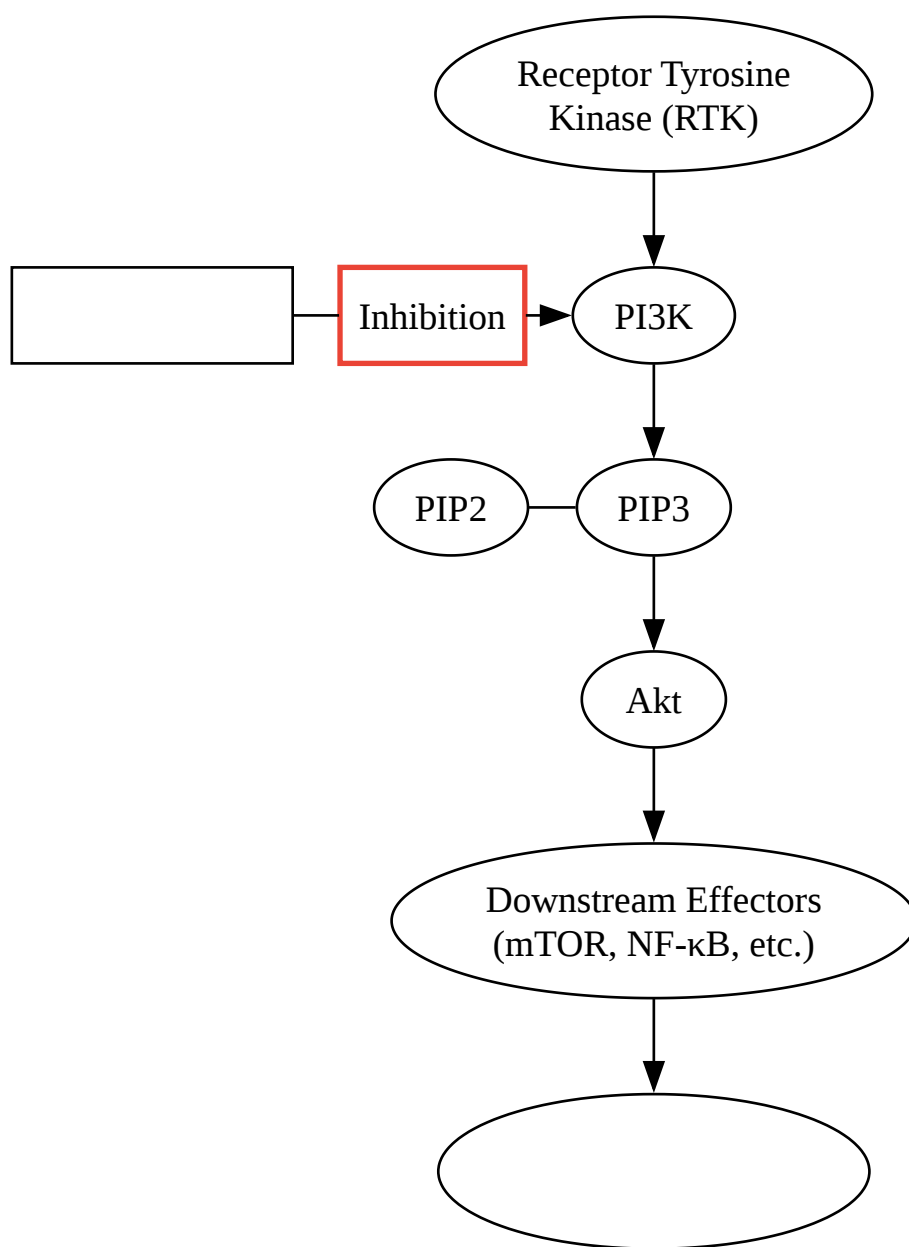 Receptor Tyrosine
Kinase (RTK)
Inhibition
PI3K
PIP2
PIP3
Akt
Downstream Effectors
(mTOR, NF-κB, etc.)